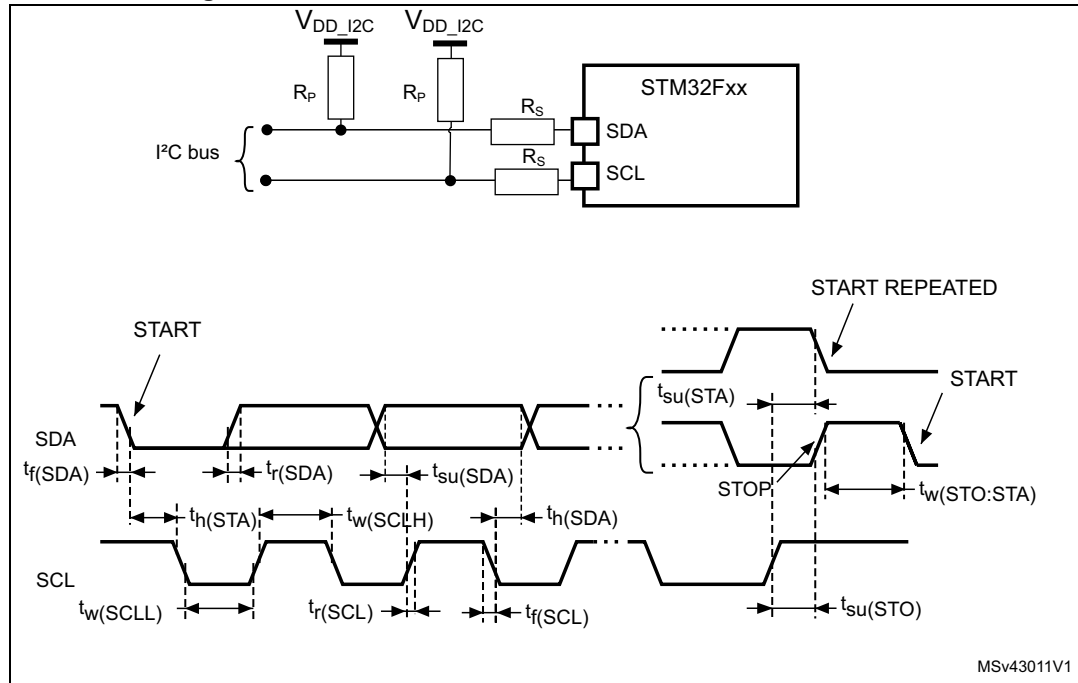 V_DD_I2C V_DD_I2C
STM32Fxx
R_P R_P R_S
SDA
I²C bus
R_S
SCL
START REPEATED
START
t_su(STA) START
SDA
t_f(SDA) t_r(SDA) t_su(SDA) STOP t_w(STO:STA)
t_h(STA) t_w(SCLH) t_h(SDA)
SCL
t_w(SCLL) t_r(SCL) t_f(SCL) t_su(STO)
MSv43011V1